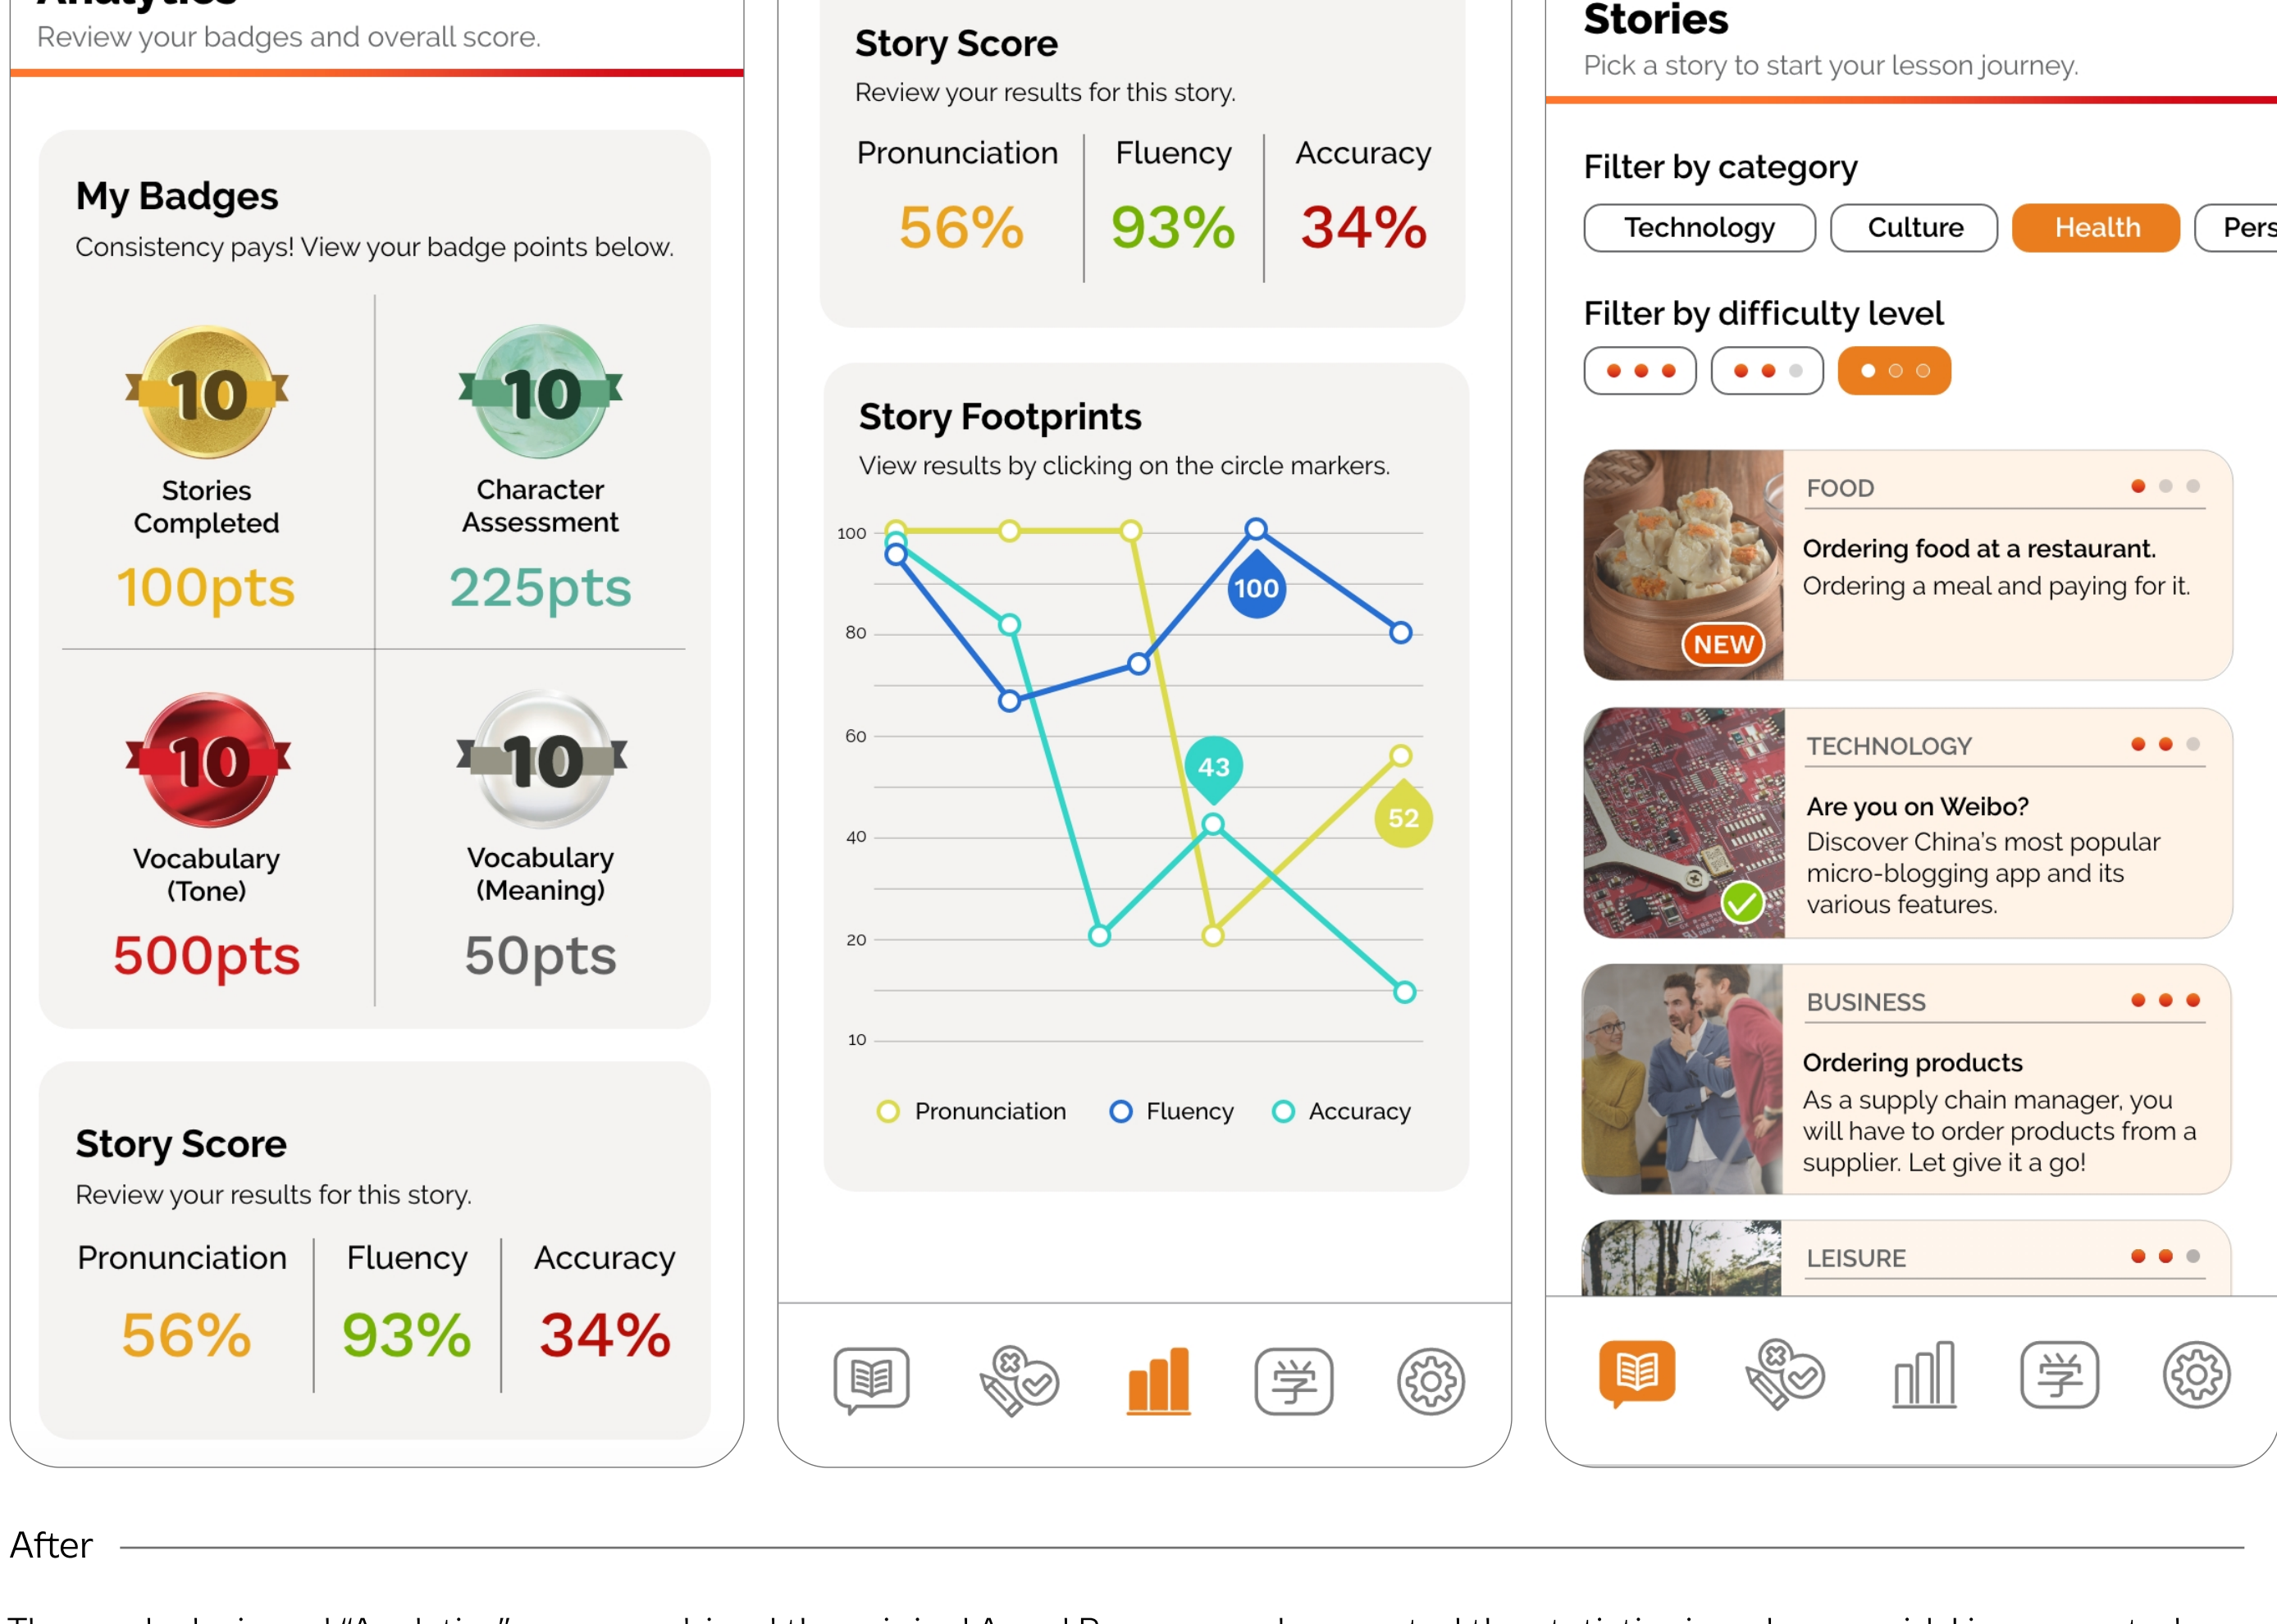 Analytics
Review your badges and overall score.
My Badges
Consistency pays! View your badge points below.
10
Stories
Completed
100pts
10
Character
Assessment
225pts
10
Vocabulary
(Tone)
500pts
10
Vocabulary
(Meaning)
50pts
Story Score
Review your results for this story.
Pronunciation
Fluency
Accuracy
56%
93%
34%
Story Score
Review your results for this story.
Pronunciation
Fluency
Accuracy
56%
93%
34%
Story Footprints
View results by clicking on the circle markers.
100
80
60
40
20
10
100
43
52
Pronunciation
Fluency
Accuracy
学
Stories
Pick a story to start your lesson journey.
Filter by category
Technology
Culture
Health
Pers
Filter by difficulty level
FOOD
Ordering food at a restaurant.
Ordering a meal and paying for it.
NEW
TECHNOLOGY
Are you on Weibo?
Discover China's most popular
micro-blogging app and its
various features.
BUSINESS
Ordering products
As a supply chain manager, you
will have to order products from a
supplier. Let give it a go!
LEISURE
学
After